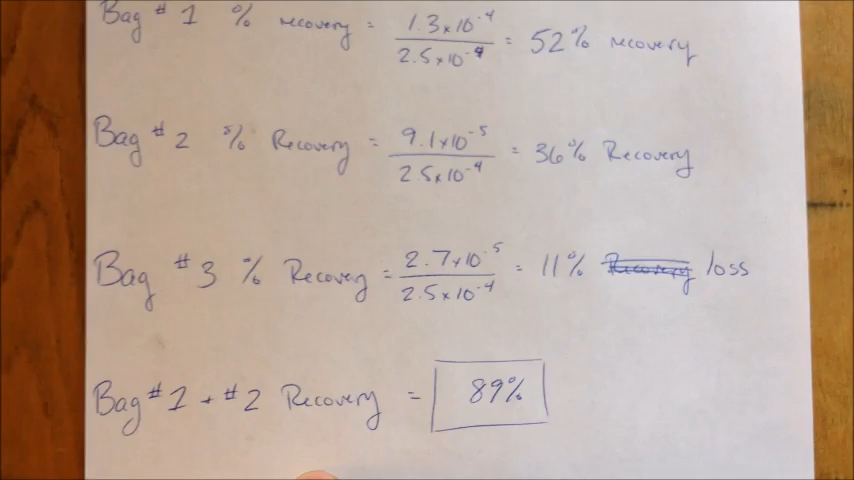 Bag #1 % recovery = 1.3x10⁻⁴ / 2.5x10⁻⁴ = 52% recovery
Bag #2 % Recovery = 9.1x10⁻⁵ / 2.5x10⁻⁴ = 36% Recovery
Bag #3 % Recovery = 2.7x10⁻⁵ / 2.5x10⁻⁴ = 11% Recovery loss
Bag #1 + #2 Recovery = 89%